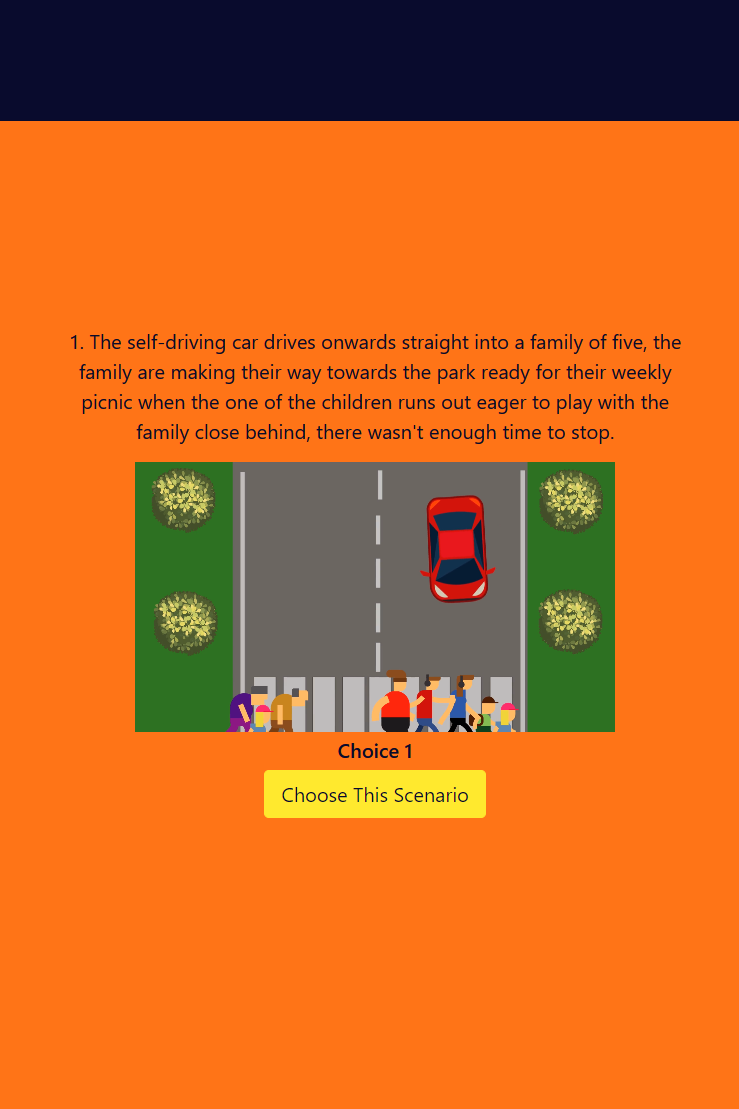 1. The self-driving car drives onwards straight into a family of five, the
family are making their way towards the park ready for their weekly
picnic when the one of the children runs out eager to play with the
family close behind, there wasn't enough time to stop.
Choice 1
Choose This Scenario